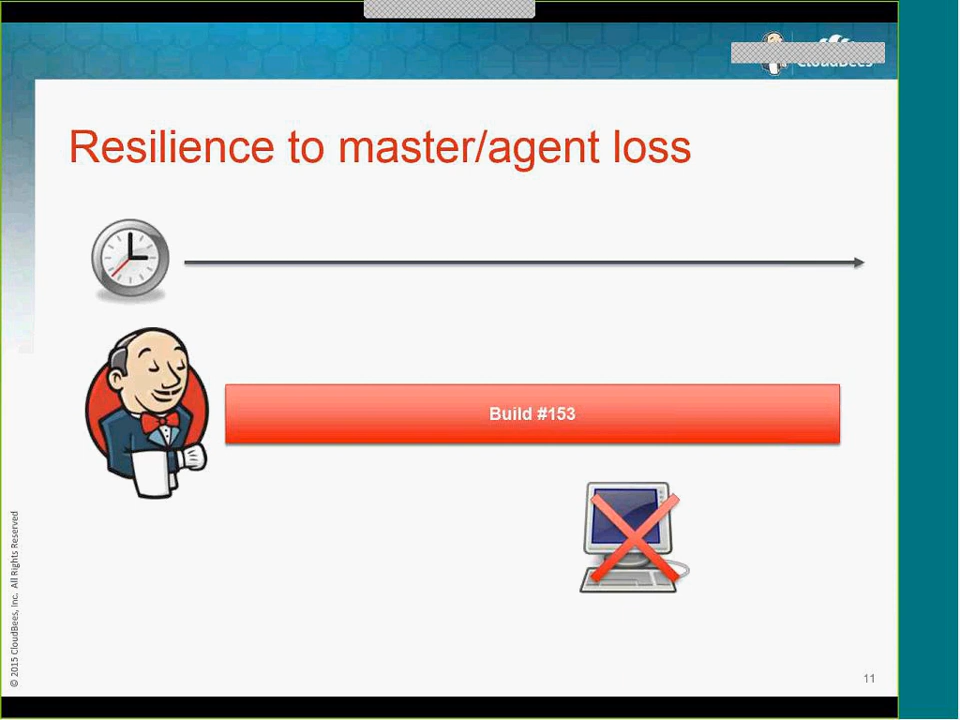 Resilience to master/agent loss
Build #153
© 2015 CloudBees, Inc. All Rights Reserved
11